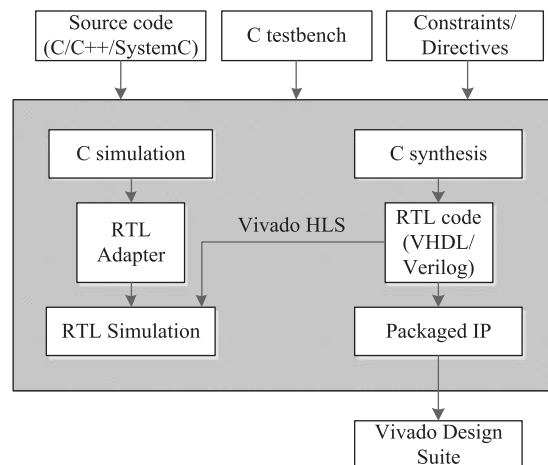 Source code
(C/C++/SystemC)
C testbench
Constraints/
Directives
C simulation
C synthesis
RTL
Adapter
Vivado HLS
RTL code
(VHDL/
Verilog)
RTL Simulation
Packaged IP
Vivado Design
Suite